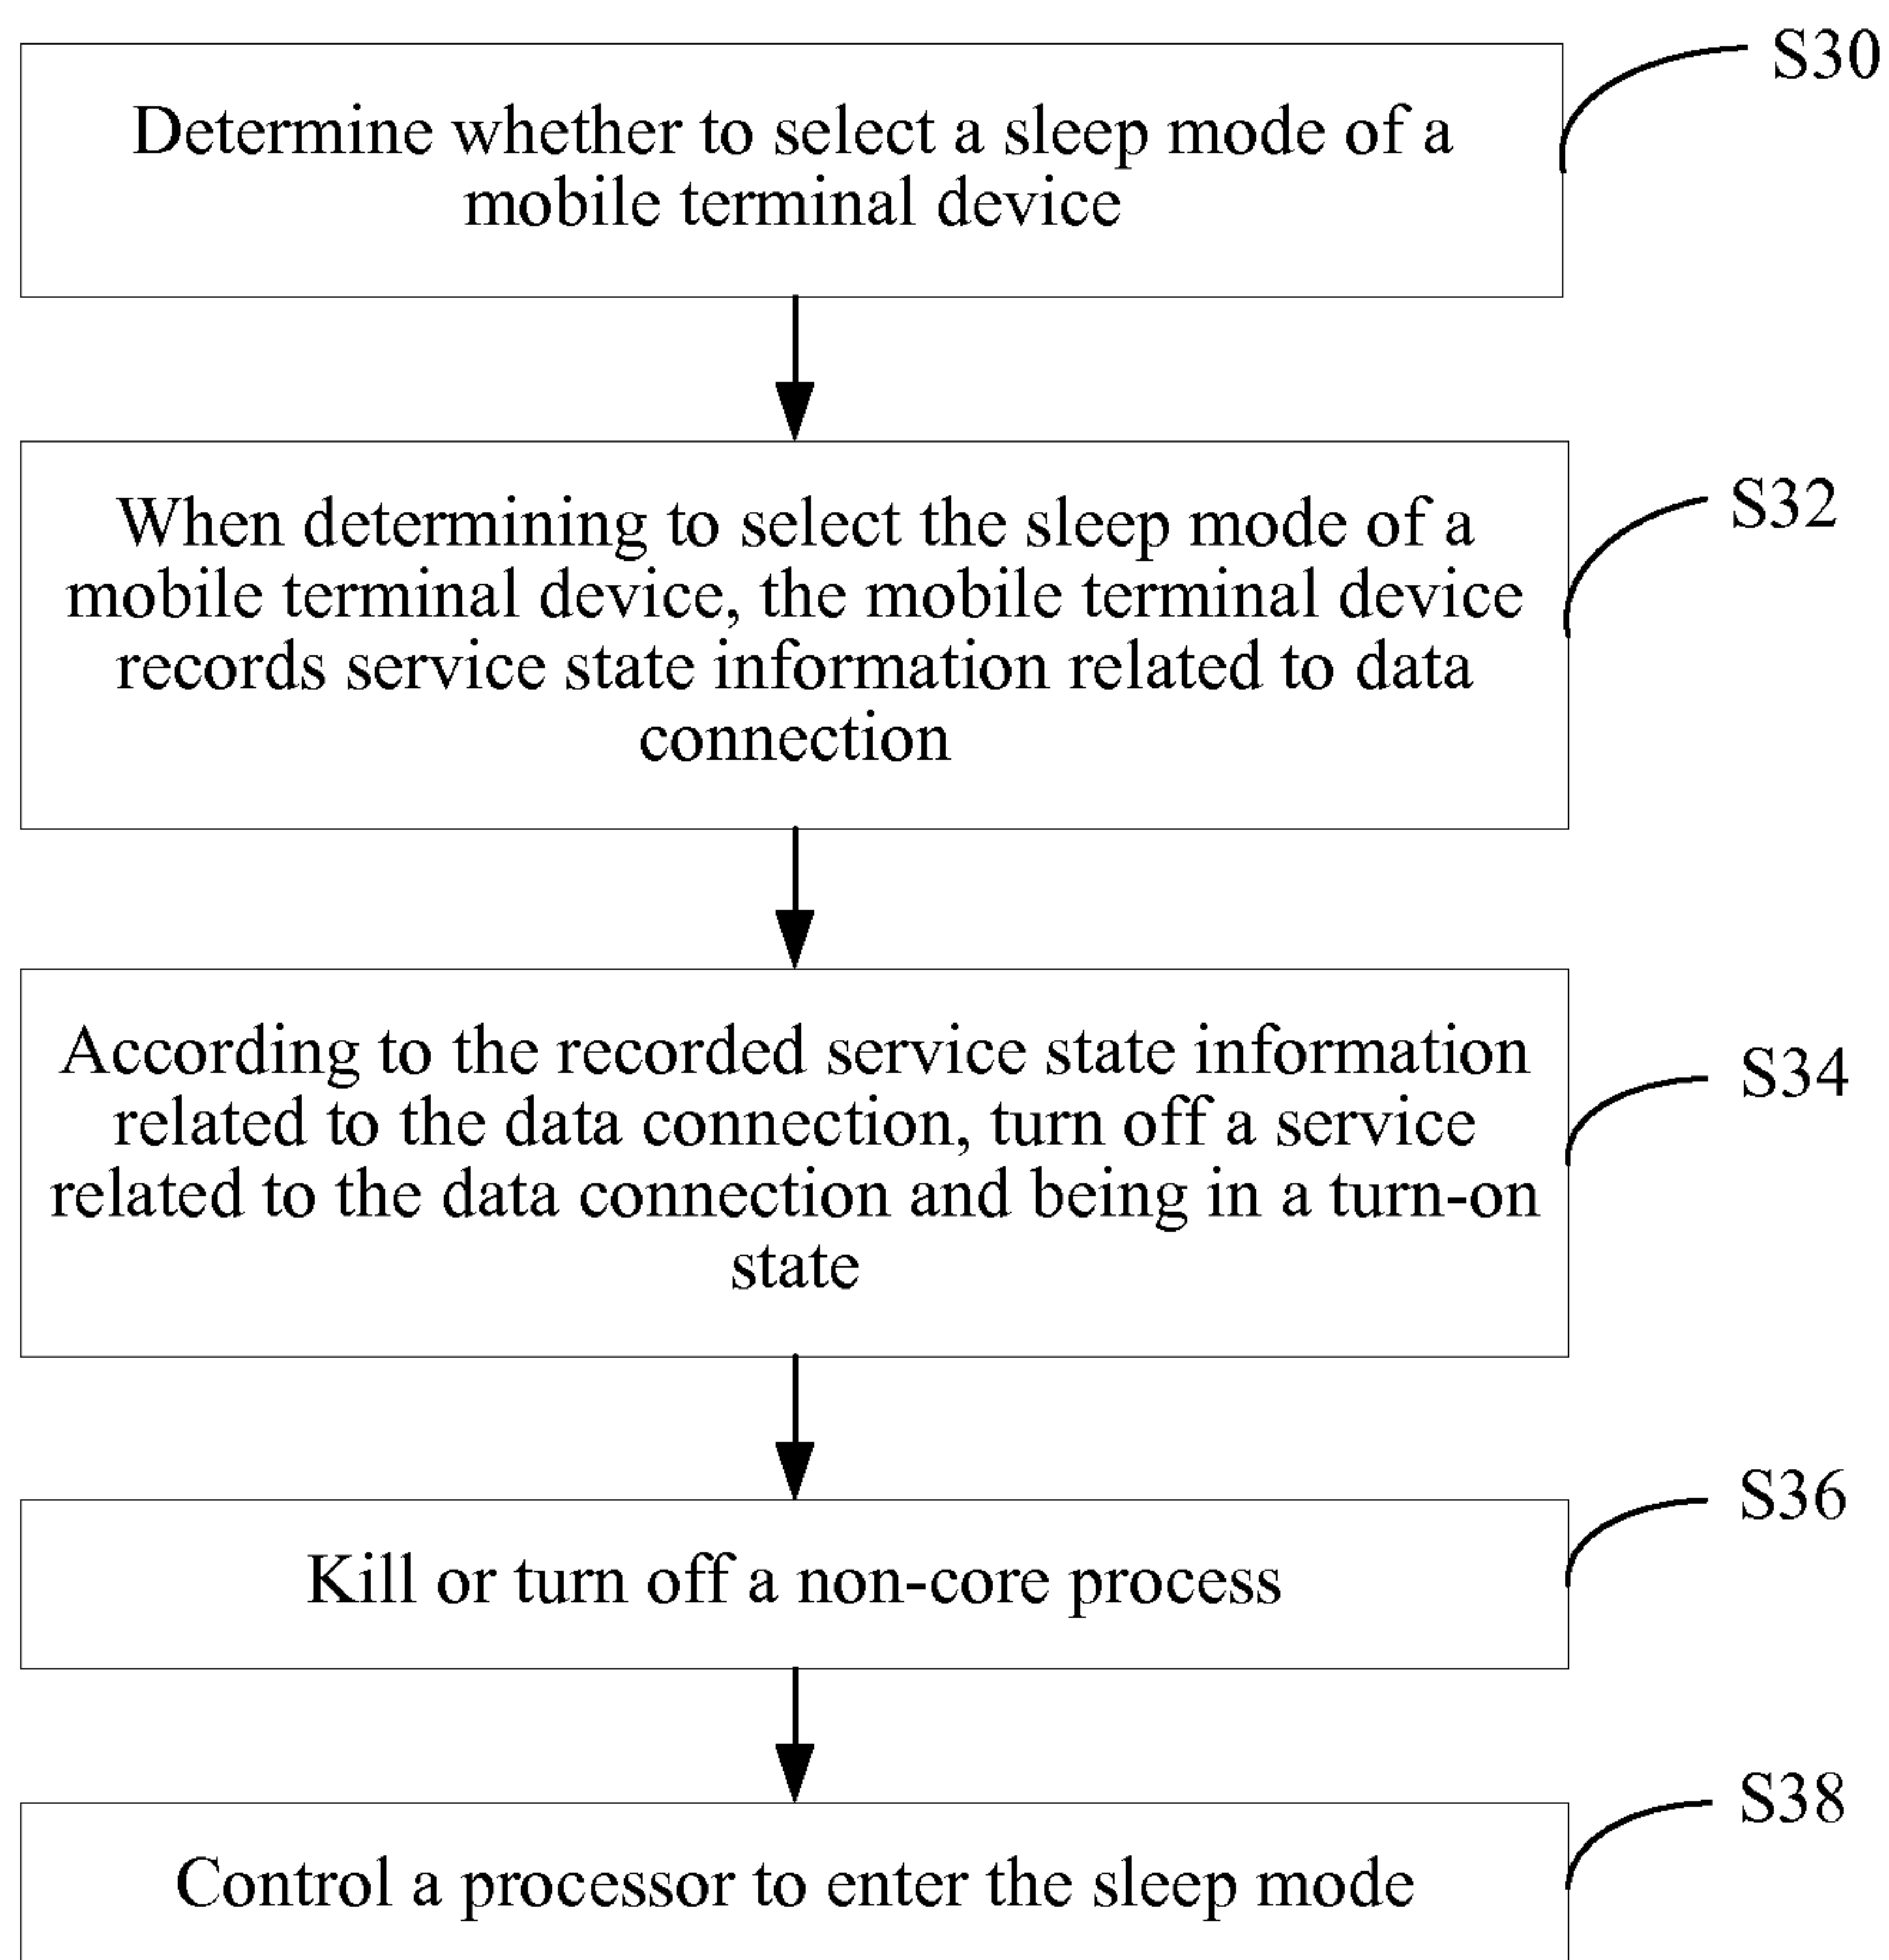 S30
Determine whether to select a sleep mode of a
mobile terminal device
S32
When determining to select the sleep mode of a
mobile terminal device, the mobile terminal device
records service state information related to data
connection
S34
According to the recorded service state information
related to the data connection, turn off a service
related to the data connection and being in a turn-on
state
S36
Kill or turn off a non-core process
S38
Control a processor to enter the sleep mode